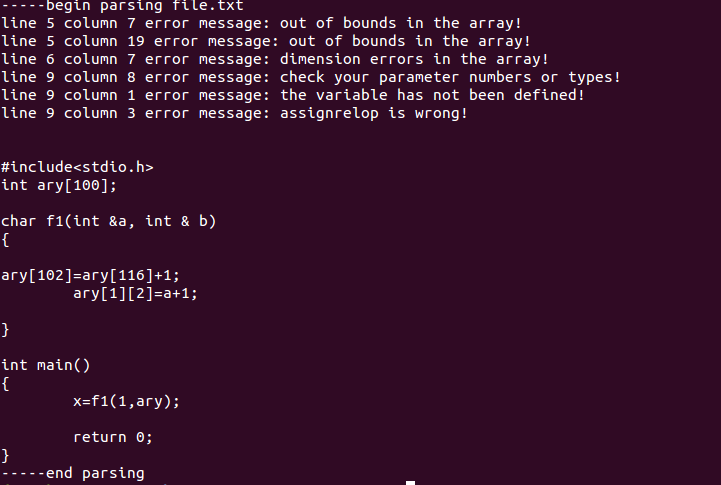 -----begin parsing file.txt
line 5 column 7 error message: out of bounds in the array!
line 5 column 19 error message: out of bounds in the array!
line 6 column 7 error message: dimension errors in the array!
line 9 column 8 error message: check your parameter numbers or types!
line 9 column 1 error message: the variable has not been defined!
line 9 column 3 error message: assignrelop is wrong!
#include<stdio.h>
int ary[100];
char f1(int &a, int & b)
{
ary[102]=ary[116]+1;
        ary[1][2]=a+1;
}
int main()
{
        x=f1(1,ary);
        return 0;
}
-----end parsing